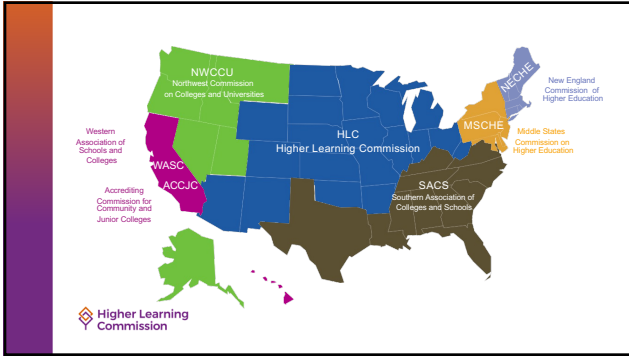 NWCCU
Northwest Commission
on Colleges and Universities
NECHE
New England
Commission of
Higher Education
MSCHE
Middle States
Commission on
Higher Education
HLC
Higher Learning Commission
Western
Association of
Schools and
Colleges
WASC
ACCJC
Accrediting
Commission for
Community and
Junior Colleges
SACS
Southern Association of
Colleges and Schools
Higher Learning
Commission